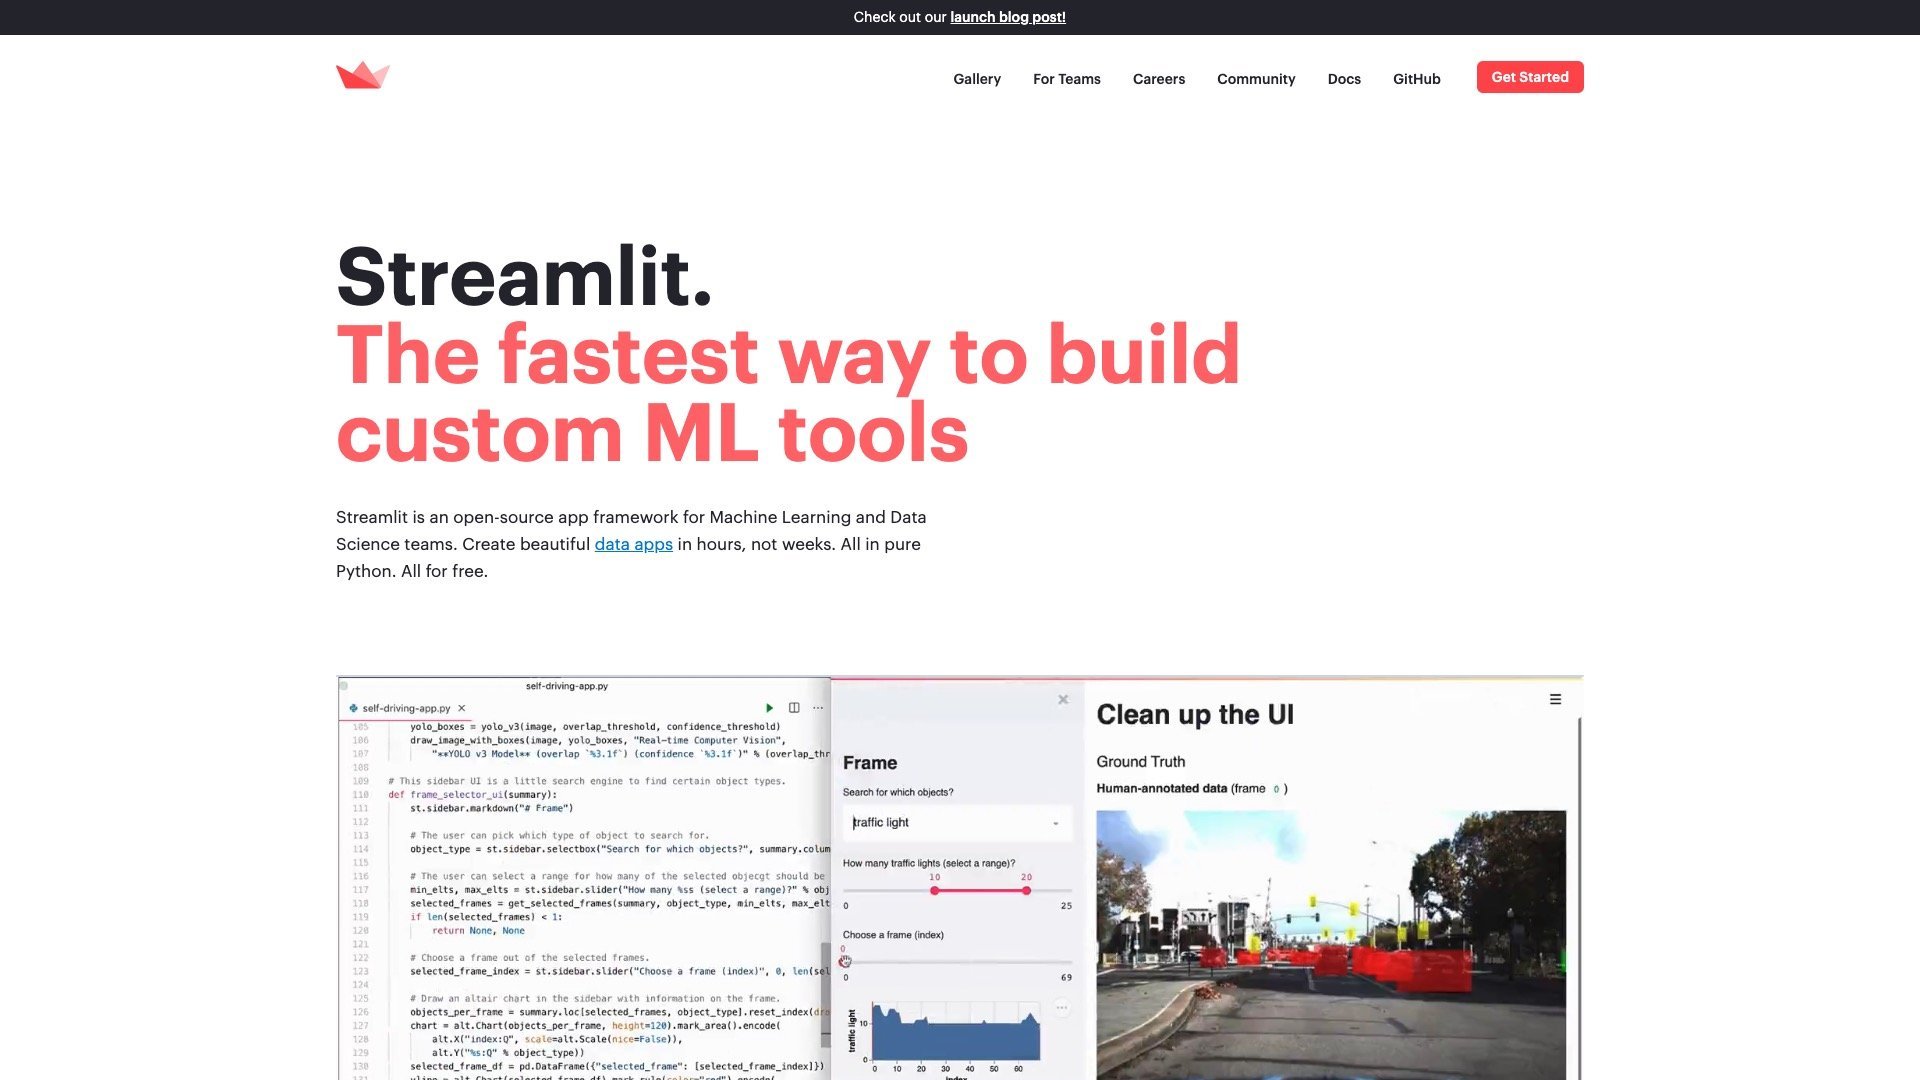 Check out our launch blog post!
Gallery For Teams Careers Community Docs GitHub Get Started
Streamlit.
The fastest way to build
custom ML tools
Streamlit is an open-source app framework for Machine Learning and Data
Science teams. Create beautiful data apps in hours, not weeks. All in pure
Python. All for free.
self-driving-app.py
self-driving-app.py
105 yolo_boxes = yolo_v3(image, overlap_threshold, confidence_threshold)
106 draw_image_with_boxes(image, yolo_boxes, "Real-time Computer Vision",
107 "**YOLO v3 Model** (overlap `%3.1f`) (confidence `%3.1f`)" % (overlap_thr
108
109 # This sidebar UI is a little search engine to find certain object types.
110 def frame_selector_ui(summary):
111 st.sidebar.markdown("# Frame")
112
113 # The user can pick which type of object to search for.
114 object_type = st.sidebar.selectbox("Search for which objects?", summary.colum
115
116 # The user can select a range for how many of the selected objecgt should be
117 min_elts, max_elts = st.sidebar.slider("How many %ss (select a range)?" % obj
118 selected_frames = get_selected_frames(summary, object_type, min_elts, max_elt
119 if len(selected_frames) < 1:
120 return None, None
121
122 # Choose a frame out of the selected frames.
123 selected_frame_index = st.sidebar.slider("Choose a frame (index)", 0, len(sel
124
125 # Draw an altair chart in the sidebar with information on the frame.
126 objects_per_frame = summary.loc[selected_frames, object_type].reset_index(dro
127 chart = alt.Chart(objects_per_frame, height=120).mark_area().encode(
128 alt.X("index:Q", scale=alt.Scale(nice=False)),
129 alt.Y("%s:Q" % object_type))
130 selected_frame_df = pd.DataFrame({"selected_frame": [selected_frame_index]})
131 vline = alt.Chart(selected_frame_df).mark_rule(color="red").encode(
Frame
Search for which objects?
traffic light
How many traffic lights (select a range)?
10 20
0 25
Choose a frame (index)
0
0 69
traffic light
10
0
0 10 20 30 40 50 60
index
Clean up the UI
Ground Truth
Human-annotated data (frame 0 )